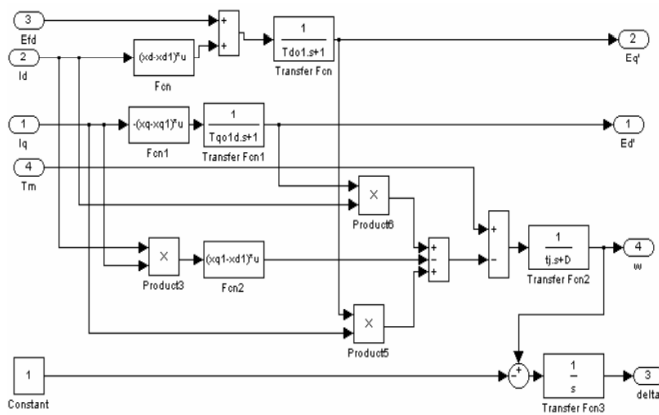 3
Efd
+
+
1
Tdo1.s+1
Transfer Fcn
2
Eq'
2
Id
(xd-xd1)*u
Fcn
1
Iq
-(xq-xq1)*u
Fcn1
1
Tqo1d.s+1
Transfer Fcn1
1
Ed'
4
Tm
X
Product6
+
-
1
tj.s+D
Transfer Fcn2
4
w
X
Product3
(xq1-xd1)*u
Fcn2
+
-
+
X
Product5
1
Constant
-
+
1
s
Transfer Fcn3
3
delta